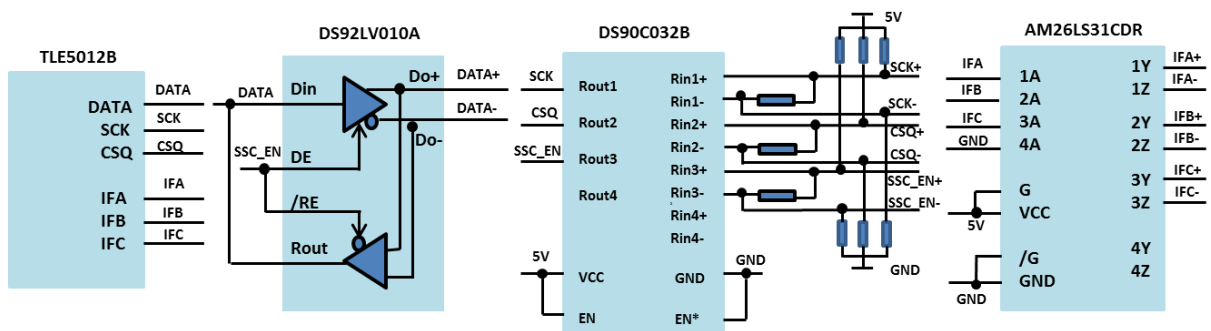 TLE5012B
DATA DATA
SCK SCK
CSQ CSQ
IFA IFA
IFB IFB
IFC IFC
DS92LV010A
DATA Din Do+ DATA+
DATA-
Do-
SSC_EN DE
/RE
Rout
DS90C032B
SCK Rout1 Rin1+ SCK+
Rin1-
SCK-
CSQ Rout2 Rin2+
CSQ+
Rin2-
CSQ-
SSC_EN Rout3 Rin3+
SSC_EN+
Rout4 Rin3-
SSC_EN-
Rin4+
Rin4-
5V
GND
5V VCC GND GND
EN EN*
AM26LS31CDR
IFA 1A 1Y IFA+
IFB 2A 1Z IFA-
IFC 3A 2Y IFB+
GND 4A 2Z IFB-
3Y IFC+
3Z IFC-
G
VCC
5V
/G 4Y
GND 4Z
GND